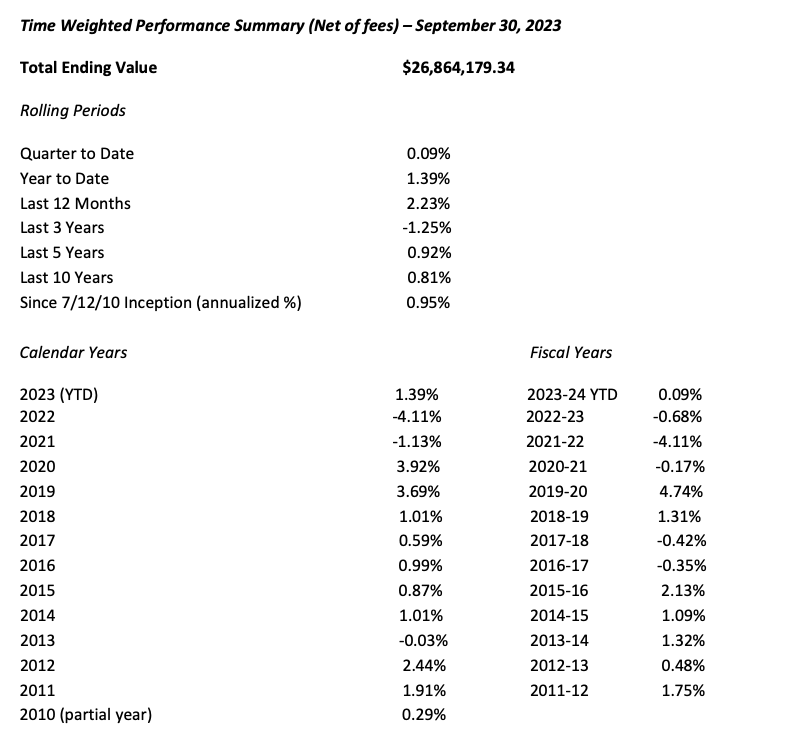 Time Weighted Performance Summary (Net of fees) – September 30, 2023
Total Ending Value $26,864,179.34
Rolling Periods
Quarter to Date 0.09%
Year to Date 1.39%
Last 12 Months 2.23%
Last 3 Years -1.25%
Last 5 Years 0.92%
Last 10 Years 0.81%
Since 7/12/10 Inception (annualized %) 0.95%
Calendar Years Fiscal Years
2023 (YTD) 1.39% 2023-24 YTD 0.09%
2022 -4.11% 2022-23 -0.68%
2021 -1.13% 2021-22 -4.11%
2020 3.92% 2020-21 -0.17%
2019 3.69% 2019-20 4.74%
2018 1.01% 2018-19 1.31%
2017 0.59% 2017-18 -0.42%
2016 0.99% 2016-17 -0.35%
2015 0.87% 2015-16 2.13%
2014 1.01% 2014-15 1.09%
2013 -0.03% 2013-14 1.32%
2012 2.44% 2012-13 0.48%
2011 1.91% 2011-12 1.75%
2010 (partial year) 0.29%